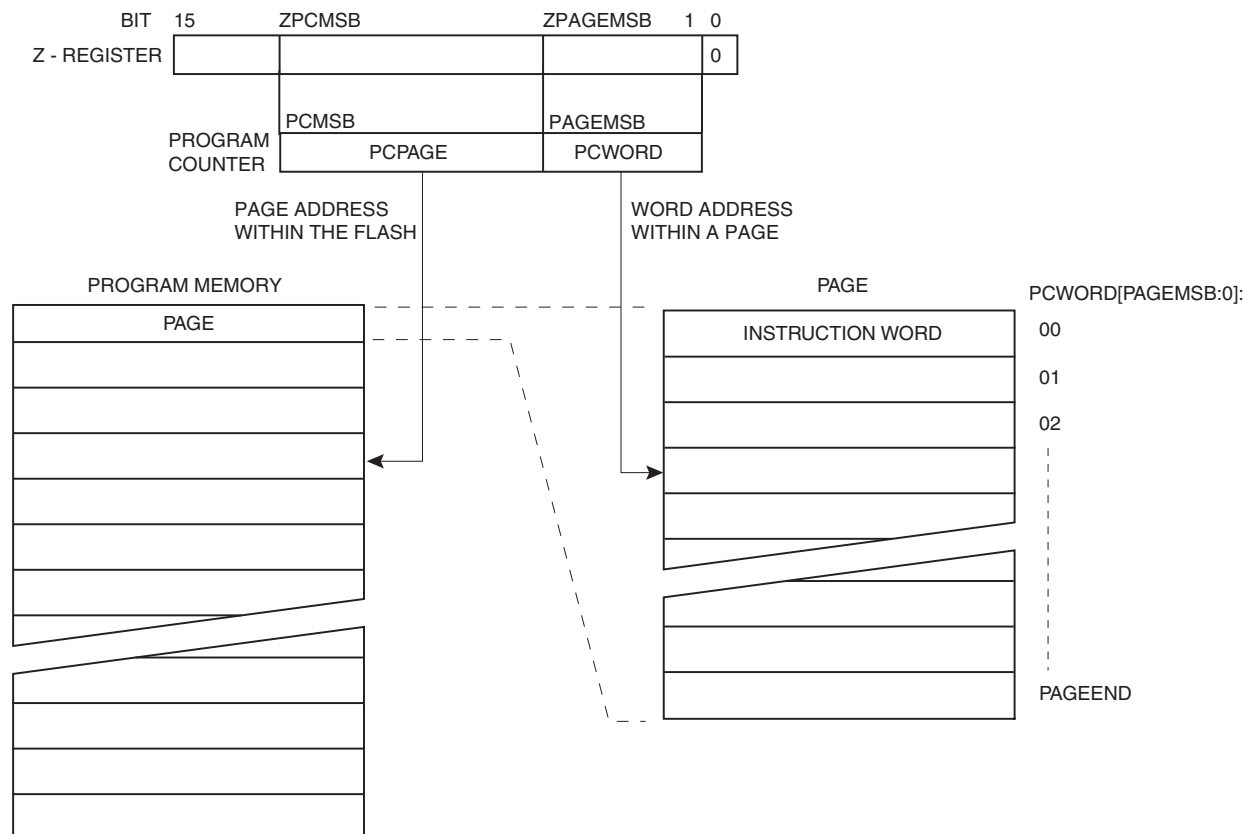 BIT 15 ZPCMSB ZPAGEMSB 1 0
Z - REGISTER 0
PCMSB PAGEMSB
PROGRAM
COUNTER
PCPAGE PCWORD
PAGE ADDRESS
WITHIN THE FLASH
WORD ADDRESS
WITHIN A PAGE
PROGRAM MEMORY
PAGE
PAGE
PCWORD[PAGEMSB:0]:
INSTRUCTION WORD
00
01
02
PAGEEND